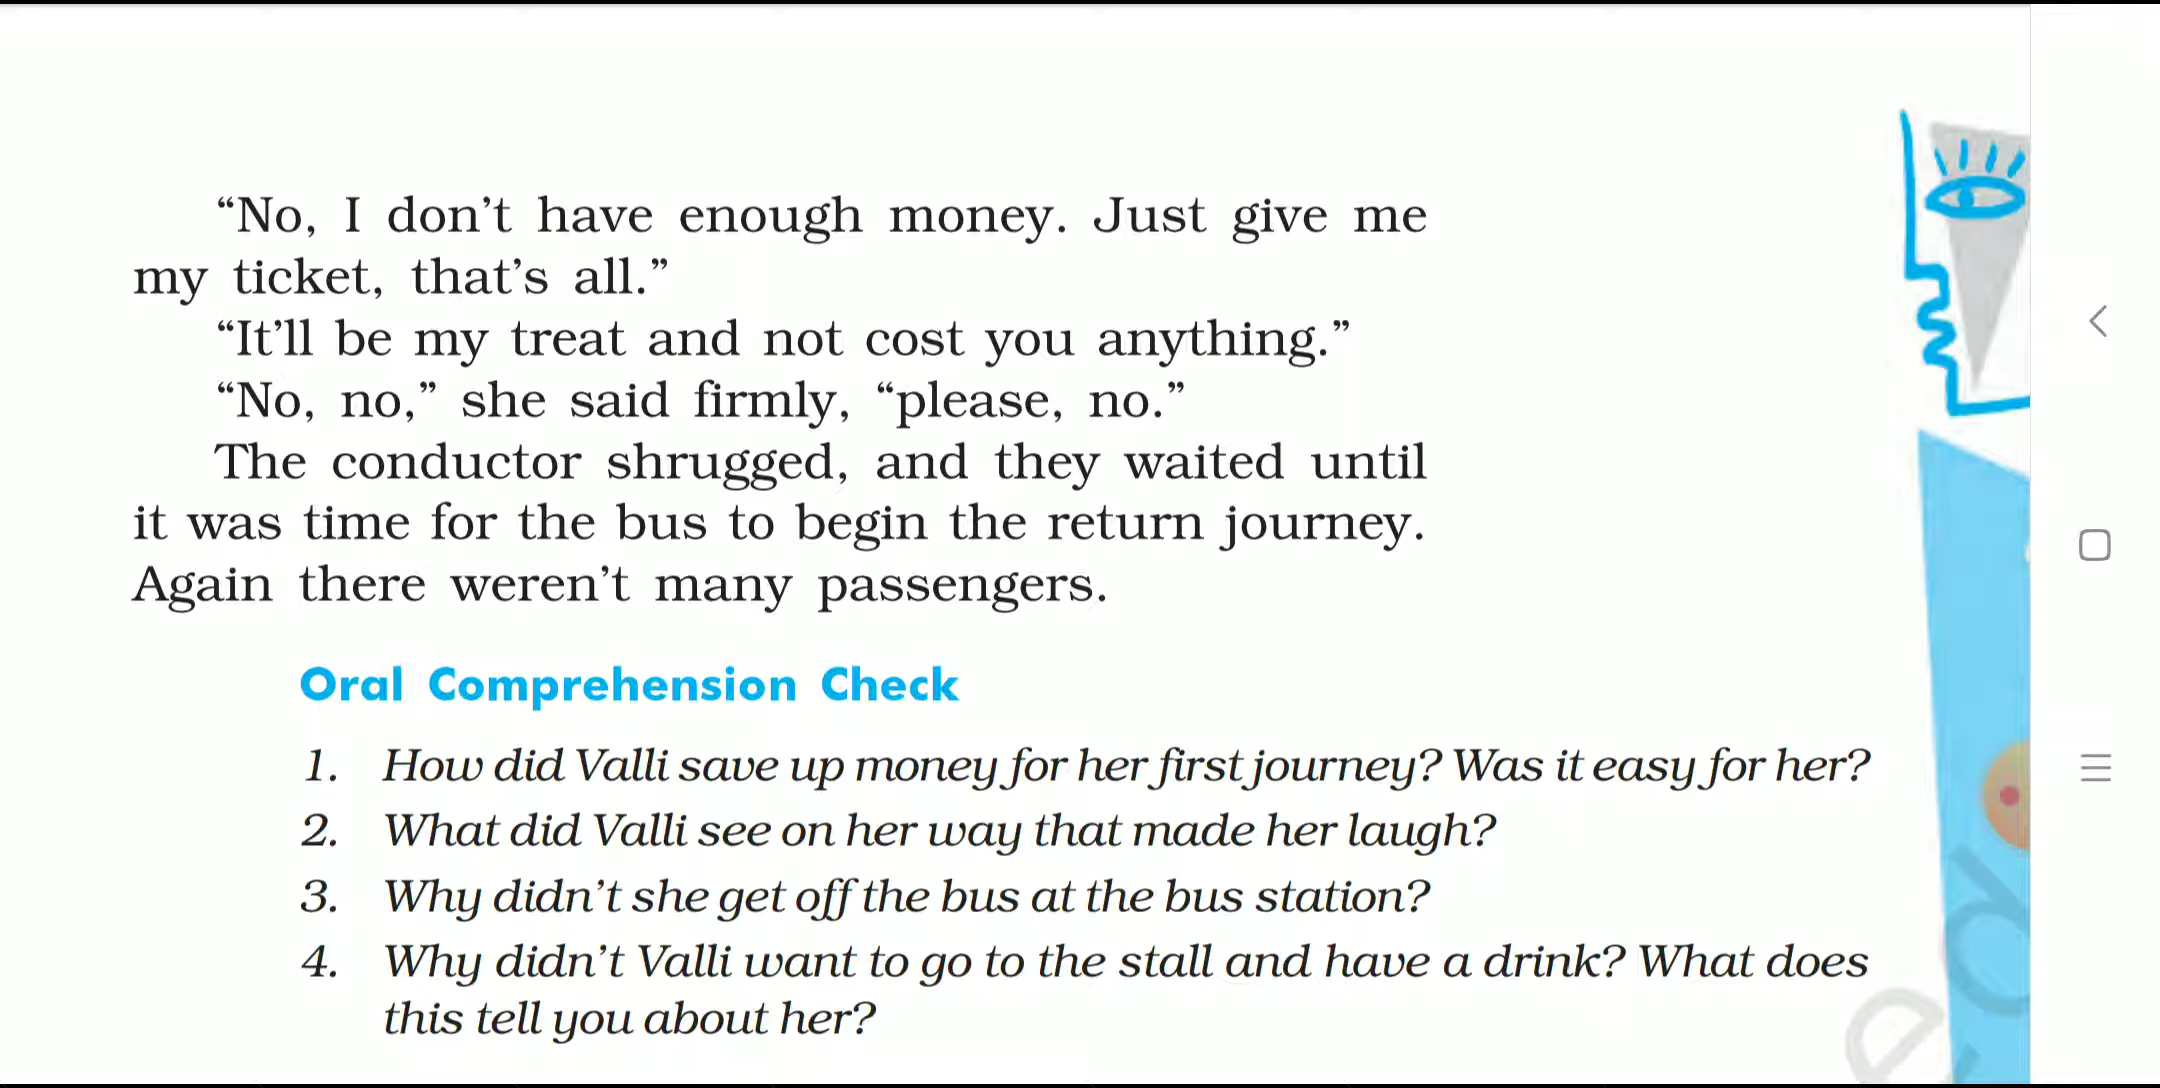 “No, I don’t have enough money. Just give me
my ticket, that’s all.”
“It’ll be my treat and not cost you anything.”
“No, no,” she said firmly, “please, no.”
The conductor shrugged, and they waited until
it was time for the bus to begin the return journey.
Again there weren’t many passengers.
Oral Comprehension Check
1. How did Valli save up money for her first journey? Was it easy for her?
2. What did Valli see on her way that made her laugh?
3. Why didn’t she get off the bus at the bus station?
4. Why didn’t Valli want to go to the stall and have a drink? What does
this tell you about her?